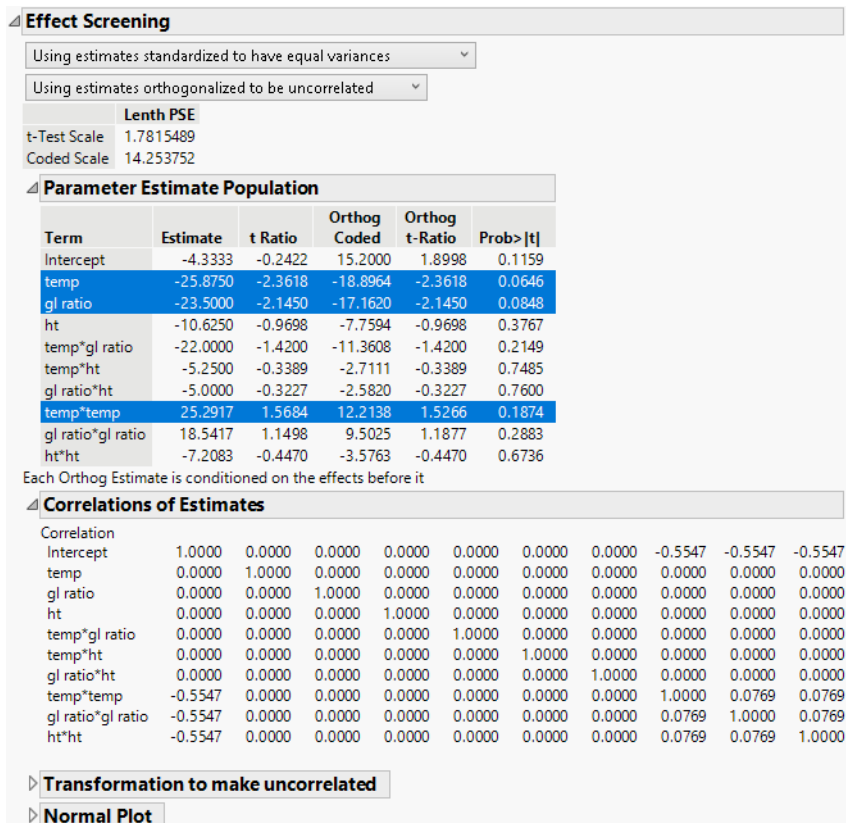 Effect Screening
Using estimates standardized to have equal variances
Using estimates orthogonalized to be uncorrelated
Lenth PSE
t-Test Scale 1.7815489
Coded Scale 14.253752
Parameter Estimate Population
Orthog Orthog
Term Estimate t Ratio Coded t-Ratio Prob>|t|
Intercept -4.3333 -0.2422 15.2000 1.8998 0.1159
temp -25.8750 -2.3618 -18.8964 -2.3618 0.0646
gl ratio -23.5000 -2.1450 -17.1620 -2.1450 0.0848
ht -10.6250 -0.9698 -7.7594 -0.9698 0.3767
temp*gl ratio -22.0000 -1.4200 -11.3608 -1.4200 0.2149
temp*ht -5.2500 -0.3389 -2.7111 -0.3389 0.7485
gl ratio*ht -5.0000 -0.3227 -2.5820 -0.3227 0.7600
temp*temp 25.2917 1.5684 12.2138 1.5266 0.1874
gl ratio*gl ratio 18.5417 1.1498 9.5025 1.1877 0.2883
ht*ht -7.2083 -0.4470 -3.5763 -0.4470 0.6736
Each Orthog Estimate is conditioned on the effects before it
Correlations of Estimates
Correlation
Intercept 1.0000 0.0000 0.0000 0.0000 0.0000 0.0000 0.0000 -0.5547 -0.5547 -0.5547
temp 0.0000 1.0000 0.0000 0.0000 0.0000 0.0000 0.0000 0.0000 0.0000 0.0000
gl ratio 0.0000 0.0000 1.0000 0.0000 0.0000 0.0000 0.0000 0.0000 0.0000 0.0000
ht 0.0000 0.0000 0.0000 1.0000 0.0000 0.0000 0.0000 0.0000 0.0000 0.0000
temp*gl ratio 0.0000 0.0000 0.0000 0.0000 1.0000 0.0000 0.0000 0.0000 0.0000 0.0000
temp*ht 0.0000 0.0000 0.0000 0.0000 0.0000 1.0000 0.0000 0.0000 0.0000 0.0000
gl ratio*ht 0.0000 0.0000 0.0000 0.0000 0.0000 0.0000 1.0000 0.0000 0.0000 0.0000
temp*temp -0.5547 0.0000 0.0000 0.0000 0.0000 0.0000 0.0000 1.0000 0.0769 0.0769
gl ratio*gl ratio -0.5547 0.0000 0.0000 0.0000 0.0000 0.0000 0.0000 0.0769 1.0000 0.0769
ht*ht -0.5547 0.0000 0.0000 0.0000 0.0000 0.0000 0.0000 0.0769 0.0769 1.0000
Transformation to make uncorrelated
Normal Plot